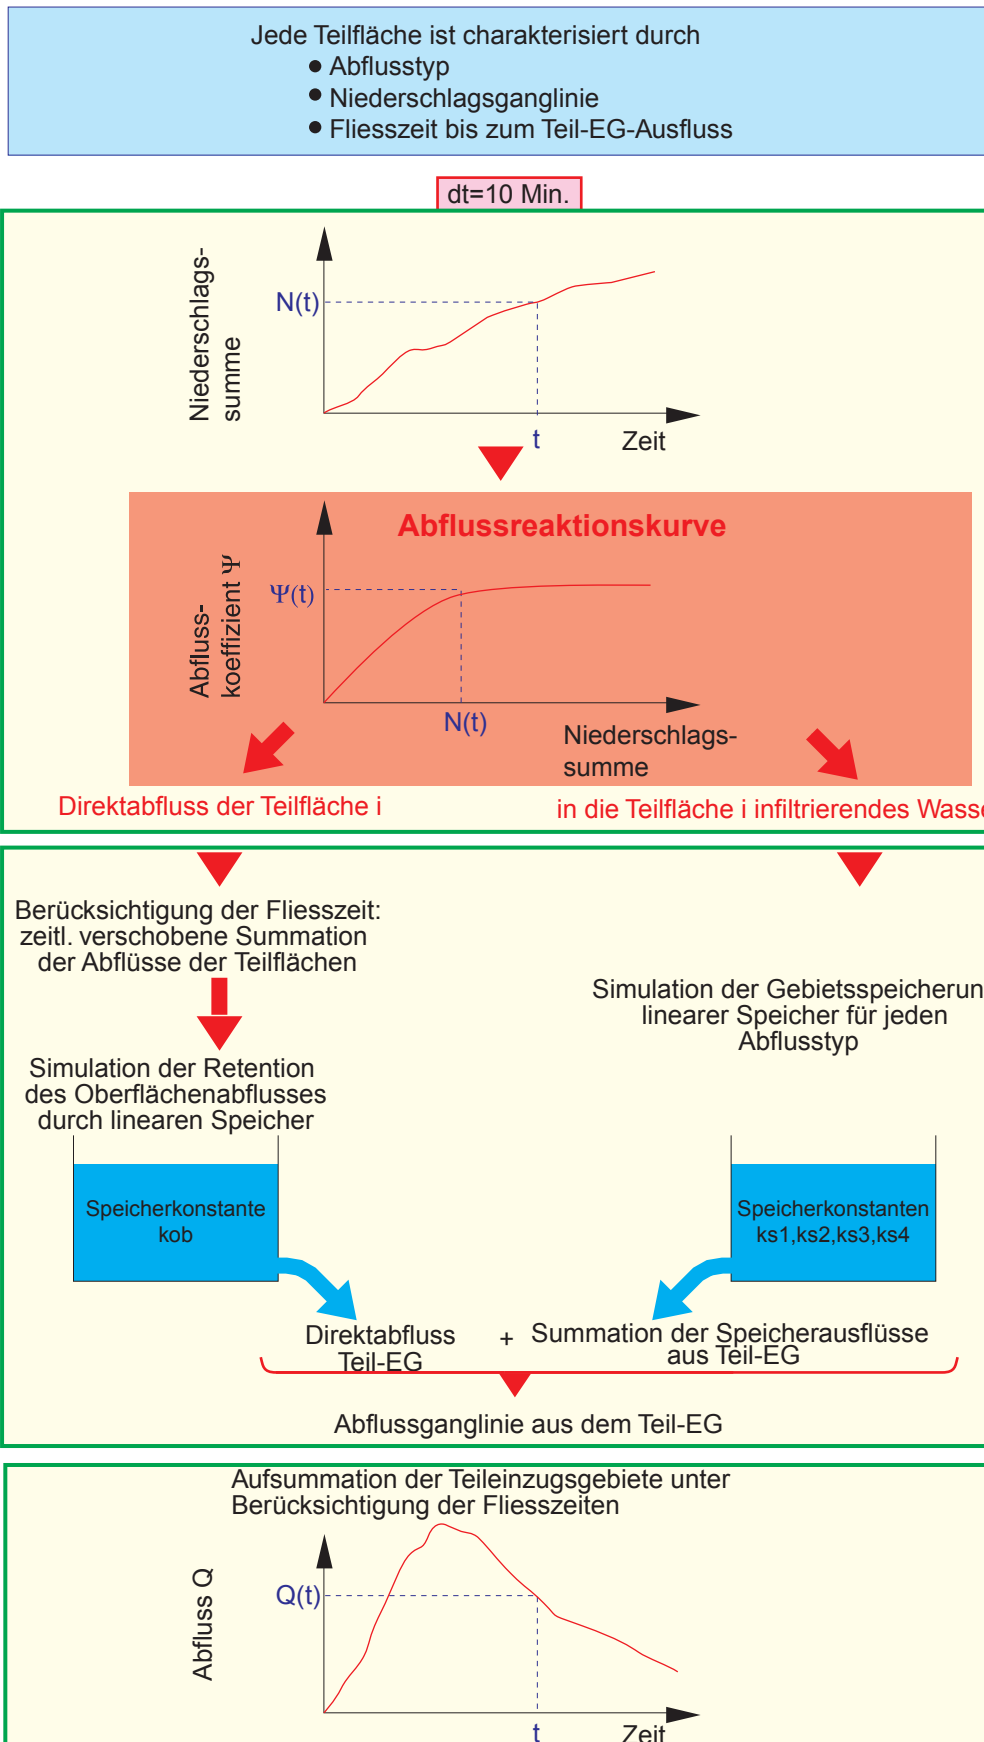 Jede Teilfläche ist charakterisiert durch
• Abflusstyp
• Niederschlagsganglinie
• Fliesszeit bis zum Teil-EG-Ausfluss
dt=10 Min.
Niederschlags-
summe
N(t)
t
Zeit
Abflussreaktionskurve
Abfluss-
koeffizient Ψ
Ψ(t)
N(t)
Niederschlags-
summe
Direktabfluss der Teilfläche i
in die Teilfläche i infiltrierendes Wasse
Berücksichtigung der Fliesszeit:
zeitl. verschobene Summation
der Abflüsse der Teilflächen
Simulation der Retention
des Oberflächenabflusses
durch linearen Speicher
Speicherkonstante
kob
Simulation der Gebietsspeicherun
linearer Speicher für jeden
Abflusstyp
Speicherkonstanten
ks1,ks2,ks3,ks4
Direktabfluss
Teil-EG
+
Summation der Speicherausflüsse
aus Teil-EG
Abflussganglinie aus dem Teil-EG
Aufsummation der Teileinzugsgebiete unter
Berücksichtigung der Fliesszeiten
Abfluss Q
Q(t)
t
Zeit